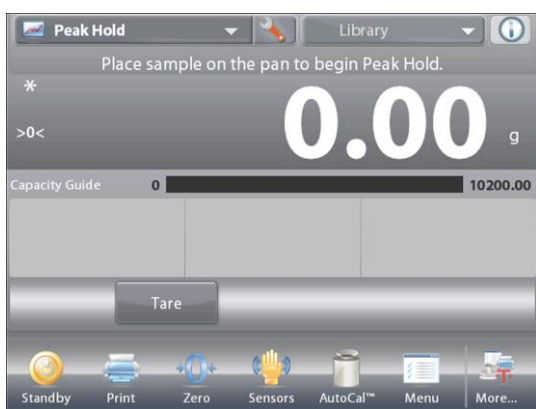 Peak Hold Library
Place sample on the pan to begin Peak Hold.
*
>0< 0.00 g
Capacity Guide 0 10200.00
Tare
Standby Print Zero Sensors AutoCal™ Menu More...